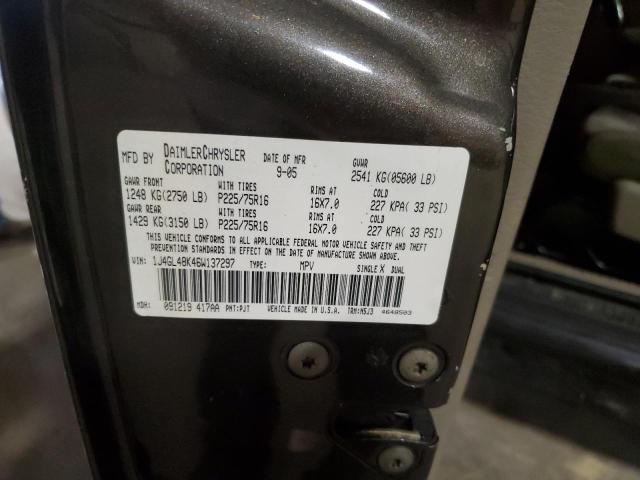 MFD BY DAIMLERCHRYSLER CORPORATION DATE OF MFR 9-05 GVWR 2541 KG(05600 LB)
GAWR FRONT WITH TIRES RIMS AT COLD
1248 KG(2750 LB) P225/75R16 16X7.0 227 KPA( 33 PSI)
GAWR REAR WITH TIRES RIMS AT COLD
1429 KG(3150 LB) P225/75R16 16X7.0 227 KPA( 33 PSI)
THIS VEHICLE CONFORMS TO ALL APPLICABLE FEDERAL MOTOR VEHICLE SAFETY AND THEFT
PREVENTION STANDARDS IN EFFECT ON THE DATE OF MANUFACTURE SHOWN ABOVE.
VIN: 1J4GL48K46W137297 TYPE: MPV SINGLE X DUAL
MDH: 091219 417AA PNT:PJT VEHICLE MADE IN U.S.A. TRM:M5J3 4648503